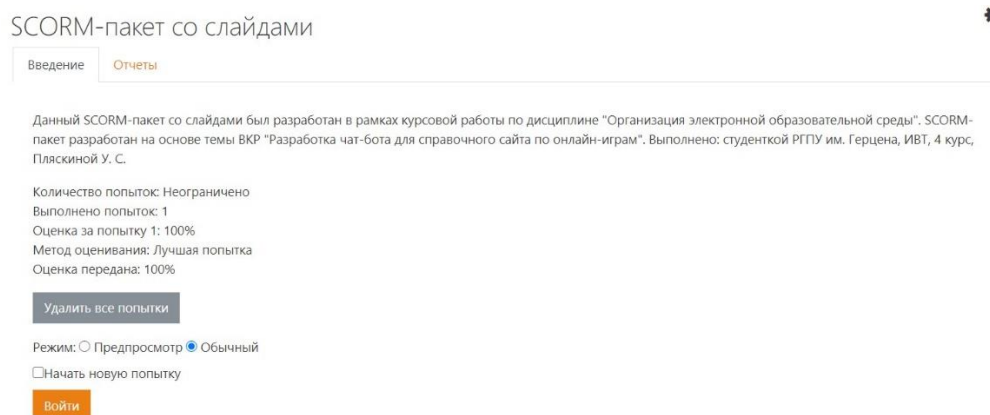 SCORM-пакет со слайдами
Введение Отчеты
Данный SCORM-пакет со слайдами был разработан в рамках курсовой работы по дисциплине "Организация электронной образовательной среды". SCORM-
пакет разработан на основе темы ВКР "Разработка чат-бота для справочного сайта по онлайн-играм". Выполнено: студенткой РГПУ им. Герцена, ИВТ, 4 курс,
Пляскиной У. С.
Количество попыток: Неограничено
Выполнено попыток: 1
Оценка за попытку 1: 100%
Метод оценивания: Лучшая попытка
Оценка передана: 100%
Удалить все попытки
Режим: Предпросмотр Обычный
Начать новую попытку
Войти